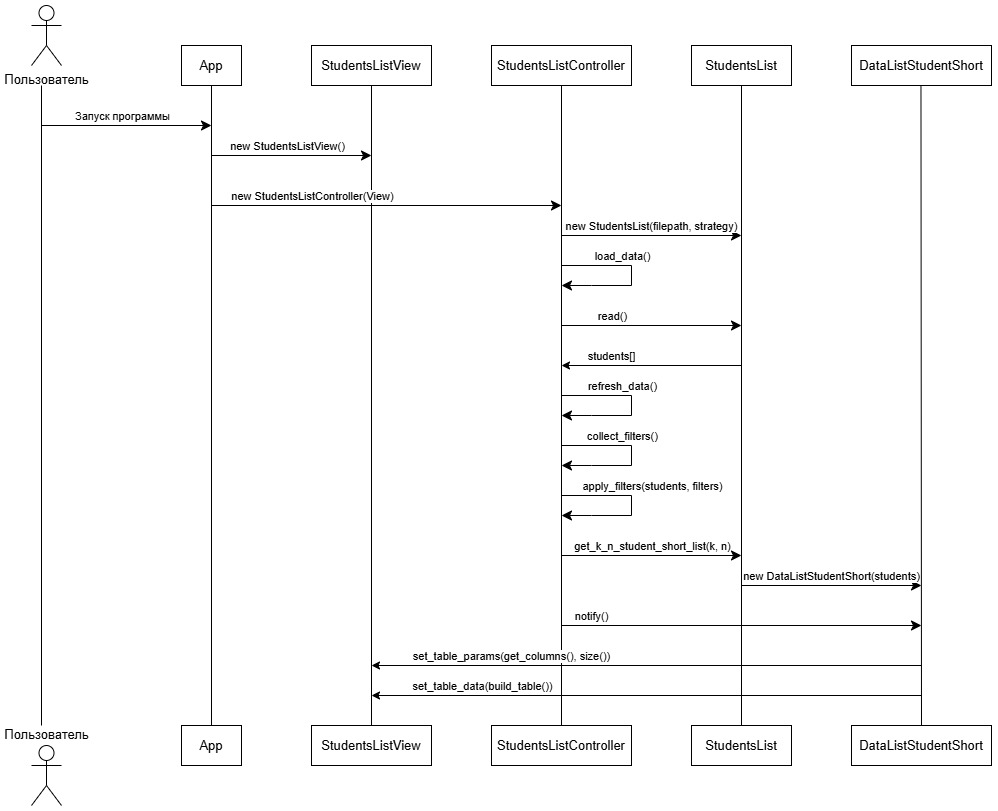 Пользователь
App
StudentsListView
StudentsListController
StudentsList
DataListStudentShort
Запуск программы
new StudentsListView()
new StudentsListController(View)
new StudentsList(filepath, strategy)
load_data()
read()
students[]
refresh_data()
collect_filters()
apply_filters(students, filters)
get_k_n_student_short_list(k, n)
new DataListStudentShort(students)
notify()
set_table_params(get_columns(), size())
set_table_data(build_table())
Пользователь
App
StudentsListView
StudentsListController
StudentsList
DataListStudentShort